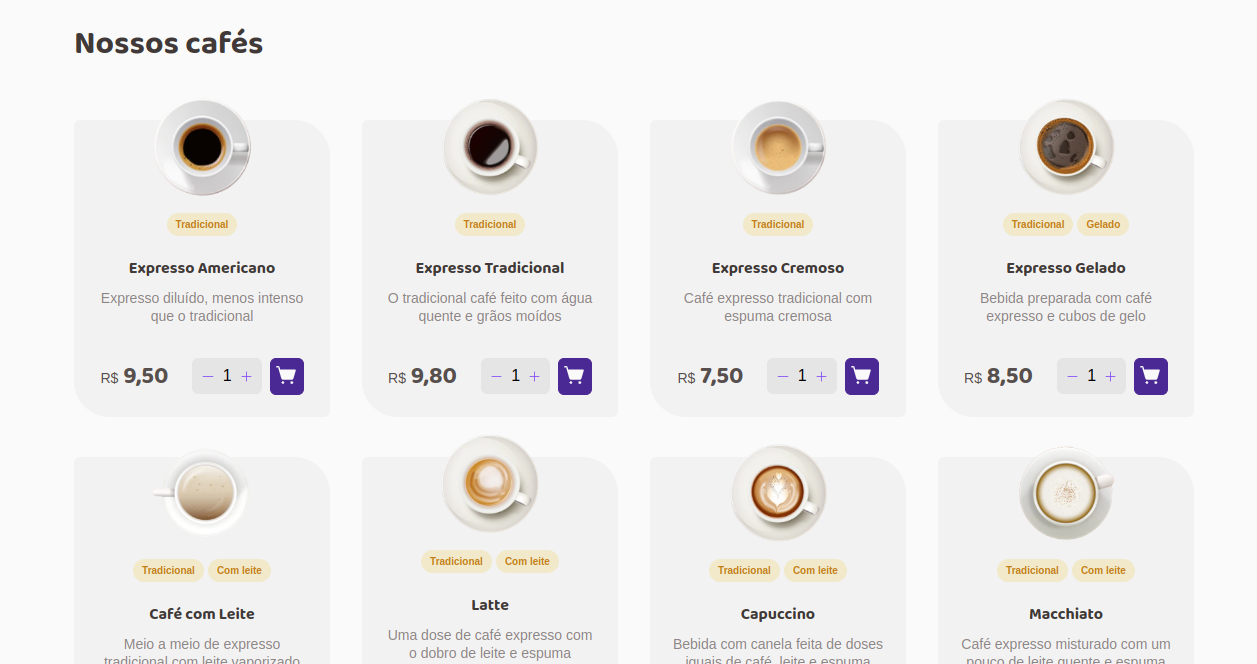 Nossos cafés
Tradicional
Expresso Americano
Expresso diluído, menos intenso
que o tradicional
R$ 9,50 − 1 +
Tradicional
Expresso Tradicional
O tradicional café feito com água
quente e grãos moídos
R$ 9,80 − 1 +
Tradicional
Expresso Cremoso
Café expresso tradicional com
espuma cremosa
R$ 7,50 − 1 +
Tradicional Gelado
Expresso Gelado
Bebida preparada com café
expresso e cubos de gelo
R$ 8,50 − 1 +
Tradicional Com leite
Café com Leite
Meio a meio de expresso
tradicional com leite vaporizado
Tradicional Com leite
Latte
Uma dose de café expresso com
o dobro de leite e espuma
Tradicional Com leite
Capuccino
Bebida com canela feita de doses
iguais de café, leite e espuma
Tradicional Com leite
Macchiato
Café expresso misturado com um
pouco de leite quente e espuma